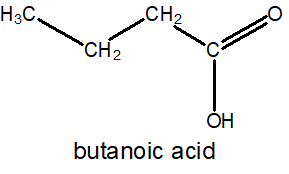 H₃C
CH₂
CH₂
C
O
OH
butanoic acid